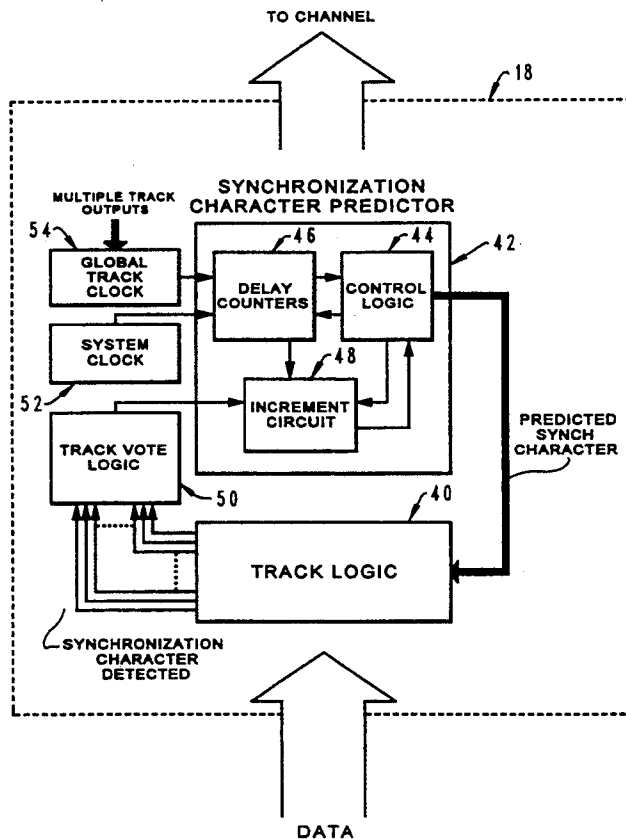 TO CHANNEL
18
SYNCHRONIZATION
CHARACTER PREDICTOR
MULTIPLE TRACK
OUTPUTS
54
GLOBAL
TRACK
CLOCK
46
DELAY
COUNTERS
44
CONTROL
LOGIC
42
SYSTEM
CLOCK
52
48
INCREMENT
CIRCUIT
TRACK VOTE
LOGIC
50
PREDICTED
SYNCH
CHARACTER
40
TRACK LOGIC
SYNCHRONIZATION
CHARACTER
DETECTED
DATA